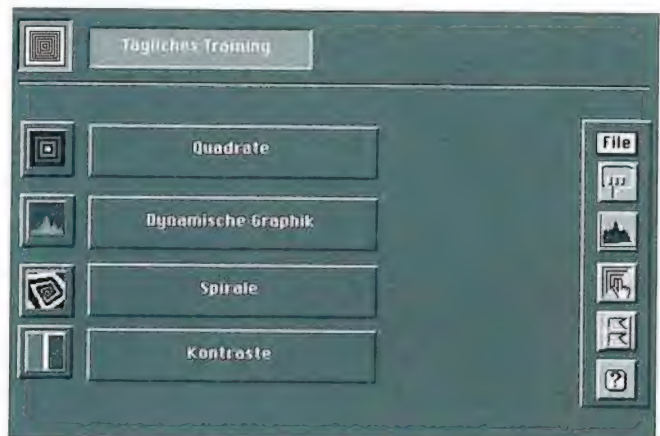 Tägliches Training
Quadrate
File
Dynamische Graphik
Spirale
Kontraste
?